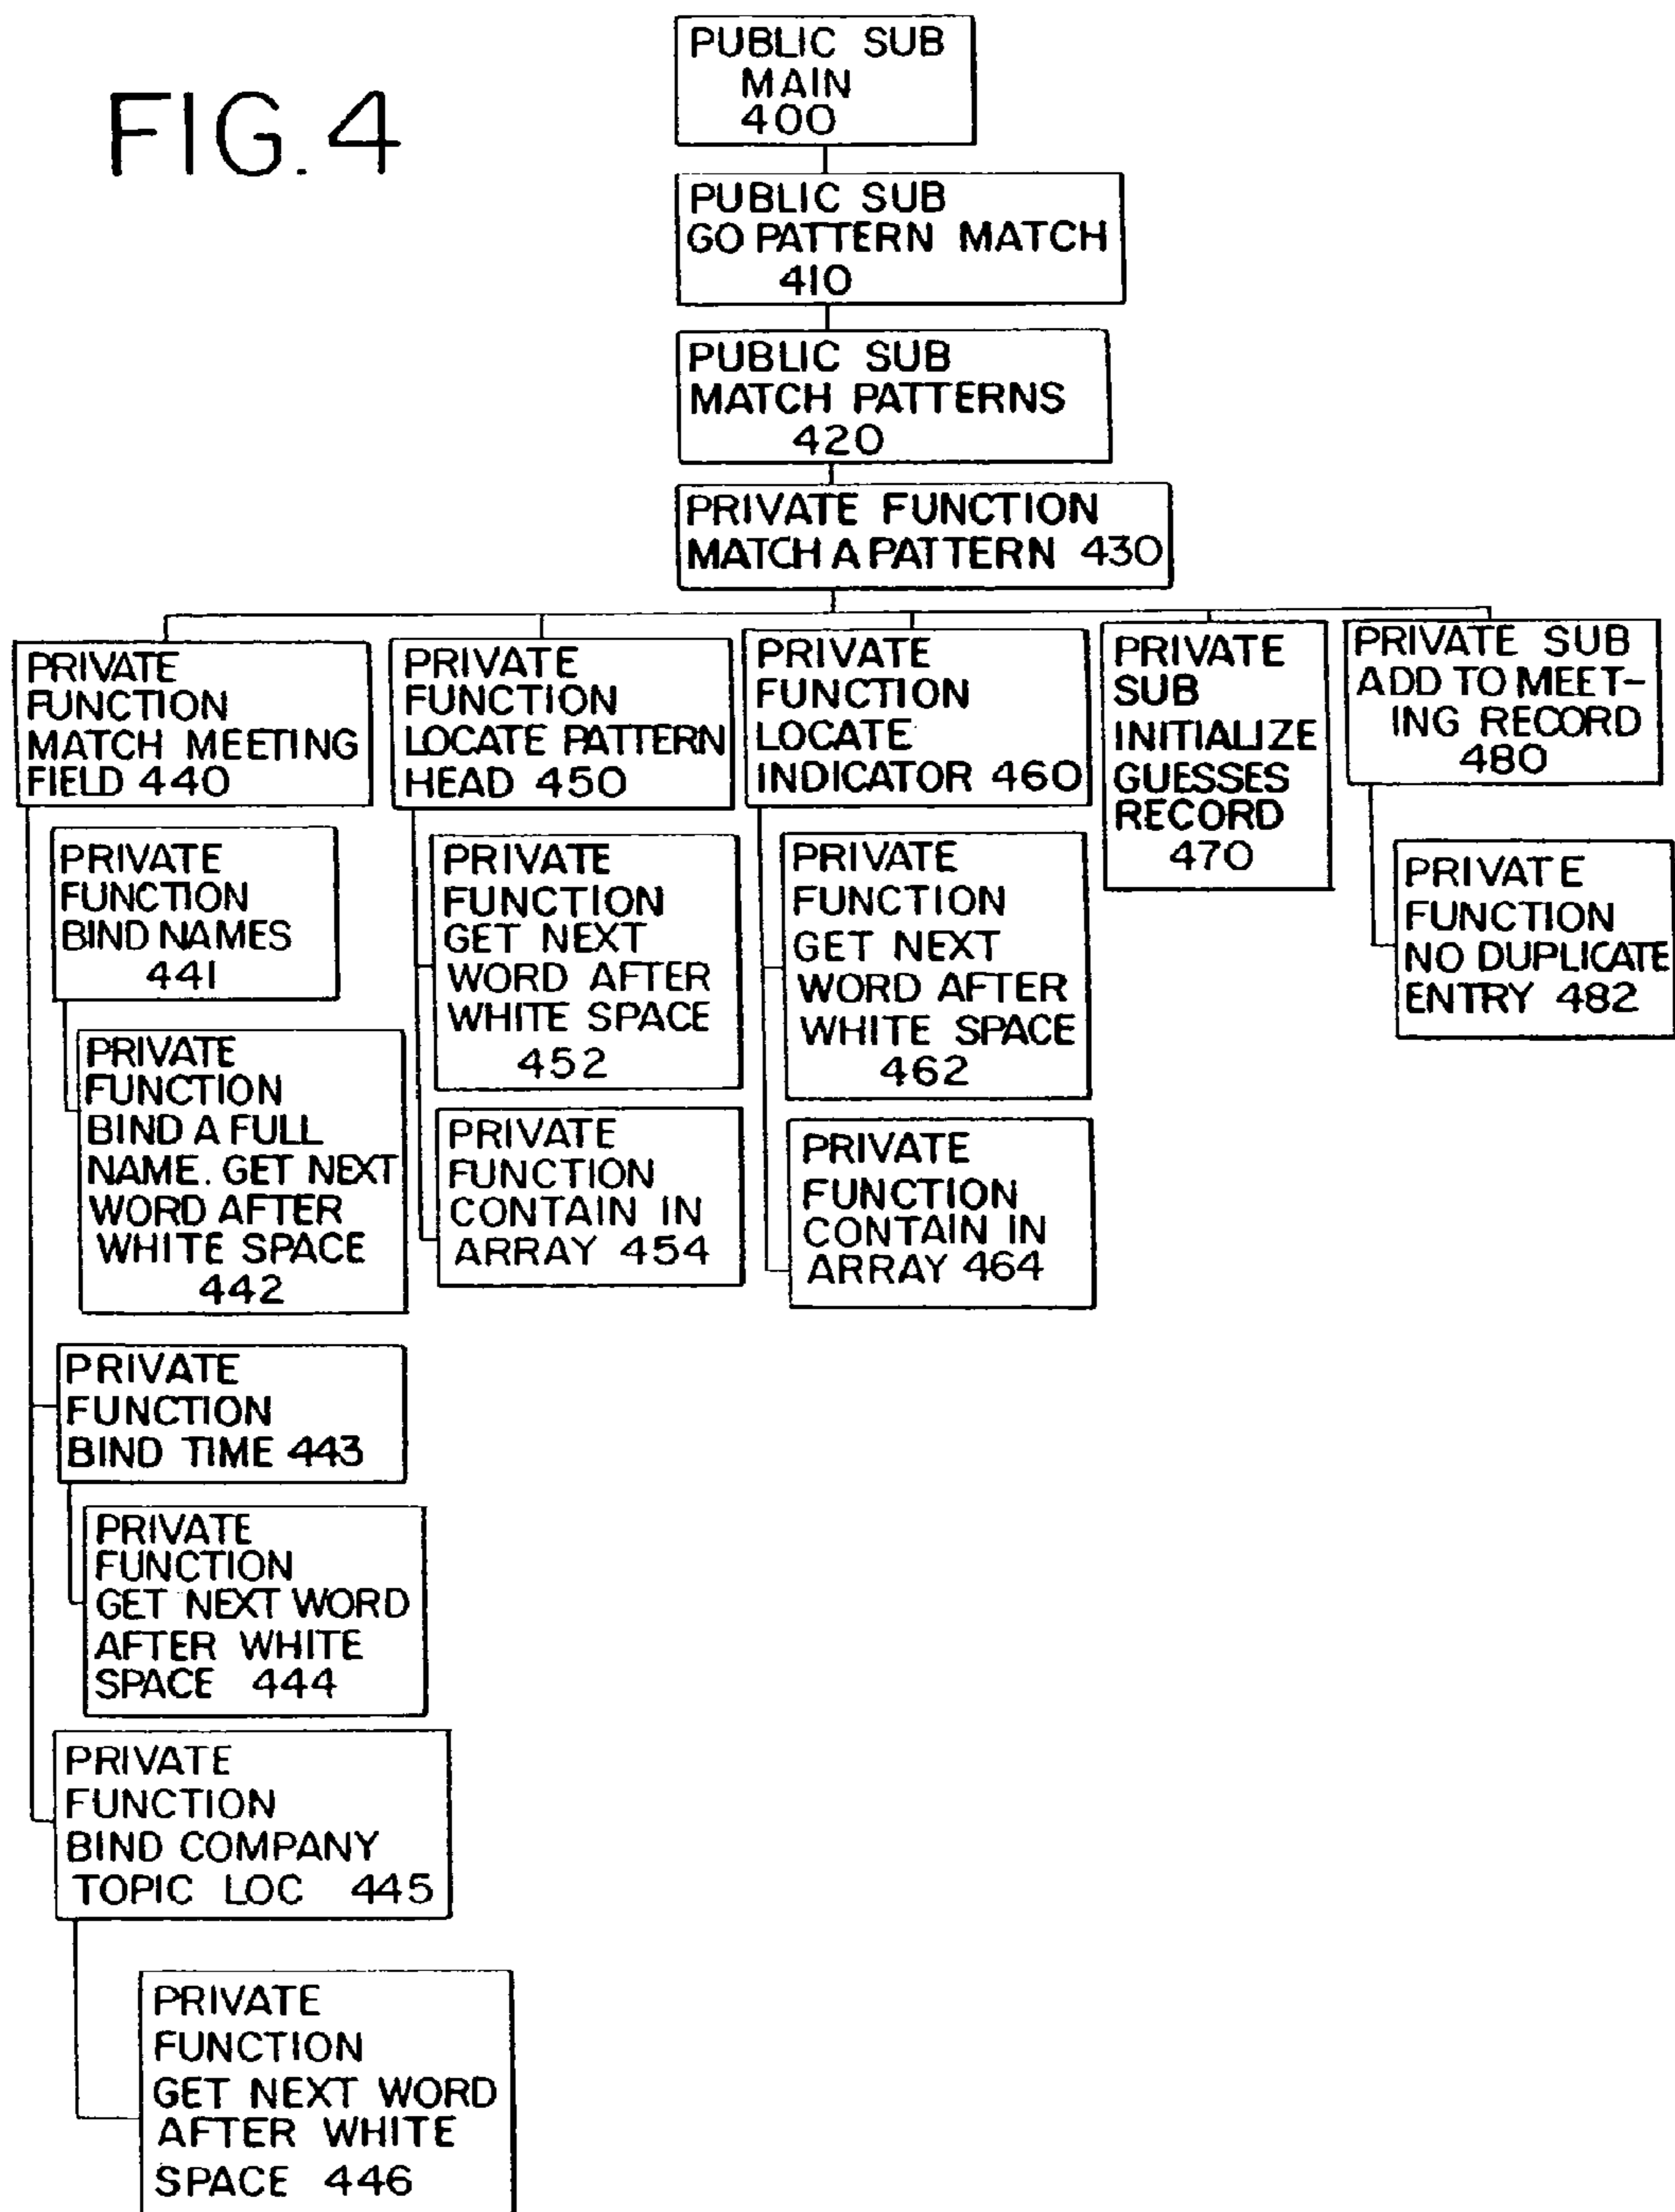 FIG. 4
PUBLIC SUB
MAIN
400
PUBLIC SUB
GO PATTERN MATCH
410
PUBLIC SUB
MATCH PATTERNS
420
PRIVATE FUNCTION
MATCH A PATTERN 430
PRIVATE
FUNCTION
MATCH MEETING
FIELD 440
PRIVATE
FUNCTION
BIND NAMES
441
PRIVATE
FUNCTION
BIND A FULL
NAME. GET NEXT
WORD AFTER
WHITE SPACE
442
PRIVATE
FUNCTION
BIND TIME 443
PRIVATE
FUNCTION
GET NEXT WORD
AFTER WHITE
SPACE 444
PRIVATE
FUNCTION
BIND COMPANY
TOPIC LOC 445
PRIVATE
FUNCTION
GET NEXT WORD
AFTER WHITE
SPACE 446
PRIVATE
FUNCTION
LOCATE PATTERN
HEAD 450
PRIVATE
FUNCTION
GET NEXT
WORD AFTER
WHITE SPACE
452
PRIVATE
FUNCTION
CONTAIN IN
ARRAY 454
PRIVATE
FUNCTION
LOCATE
INDICATOR 460
PRIVATE
FUNCTION
GET NEXT
WORD AFTER
WHITE SPACE
462
PRIVATE
FUNCTION
CONTAIN IN
ARRAY 464
PRIVATE
SUB
INITIALIZE
GUESSES
RECORD
470
PRIVATE SUB
ADD TO MEET-
ING RECORD
480
PRIVATE
FUNCTION
NO DUPLICATE
ENTRY 482